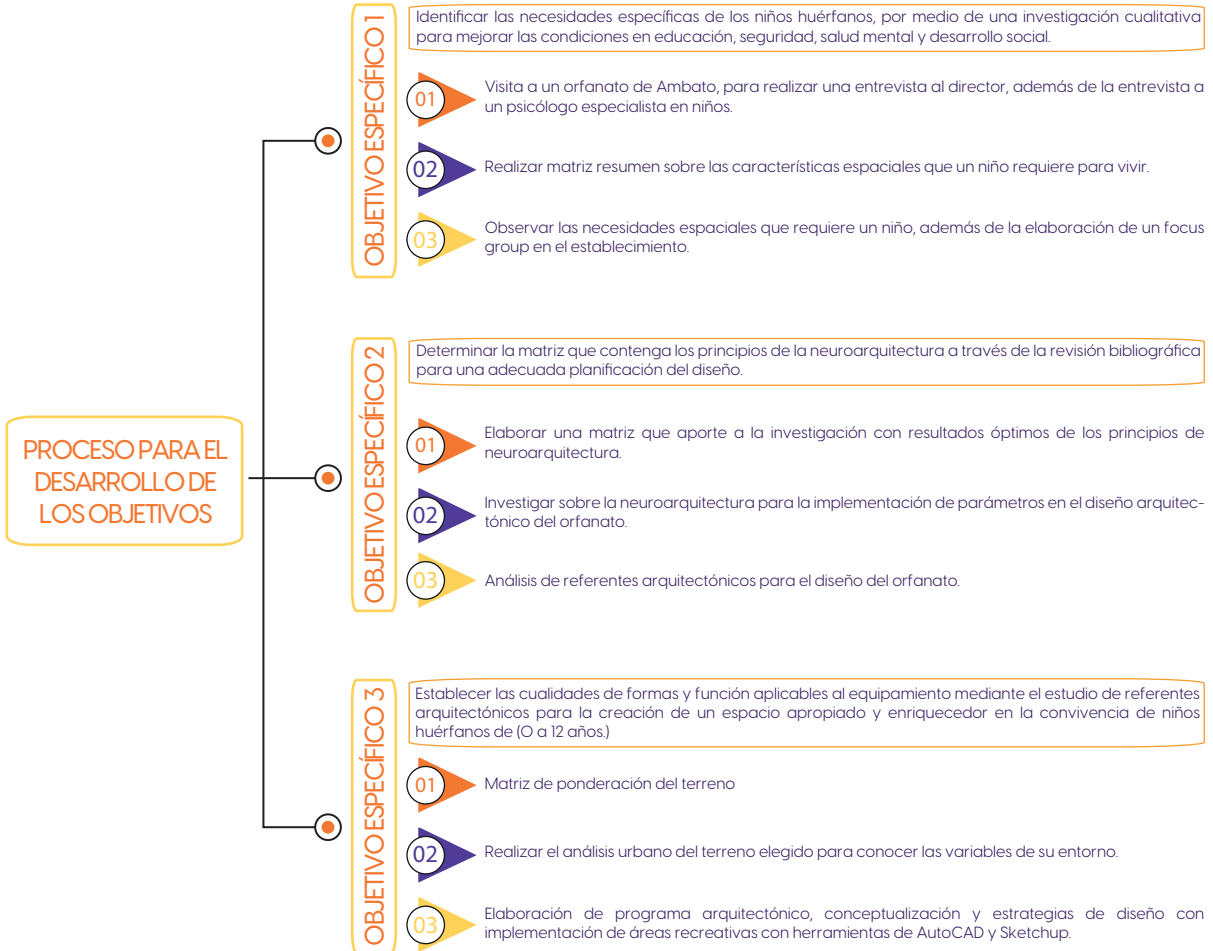 PROCESO PARA EL
DESARROLLO DE
LOS OBJETIVOS
OBJETIVO ESPECÍFICO 1
Identificar las necesidades específicas de los niños huérfanos, por medio de una investigación cualitativa
para mejorar las condiciones en educación, seguridad, salud mental y desarrollo social.
01
Visita a un orfanato de Ambato, para realizar una entrevista al director, además de la entrevista a
un psicólogo especialista en niños.
02
Realizar matriz resumen sobre las características espaciales que un niño requiere para vivir.
03
Observar las necesidades espaciales que requiere un niño, además de la elaboración de un focus
group en el establecimiento.
OBJETIVO ESPECÍFICO 2
Determinar la matriz que contenga los principios de la neuroarquitectura a través de la revisión bibliográfica
para una adecuada planificación del diseño.
01
Elaborar una matriz que aporte a la investigación con resultados óptimos de los principios de
neuroarquitectura.
02
Investigar sobre la neuroarquitectura para la implementación de parámetros en el diseño arquitec-
tónico del orfanato.
03
Análisis de referentes arquitectónicos para el diseño del orfanato.
OBJETIVO ESPECÍFICO 3
Establecer las cualidades de formas y función aplicables al equipamiento mediante el estudio de referentes
arquitectónicos para la creación de un espacio apropiado y enriquecedor en la convivencia de niños
huérfanos de (0 a 12 años.)
01
Matriz de ponderación del terreno
02
Realizar el análisis urbano del terreno elegido para conocer las variables de su entorno.
03
Elaboración de programa arquitectónico, conceptualización y estrategias de diseño con
implementación de áreas recreativas con herramientas de AutoCAD y Sketchup.